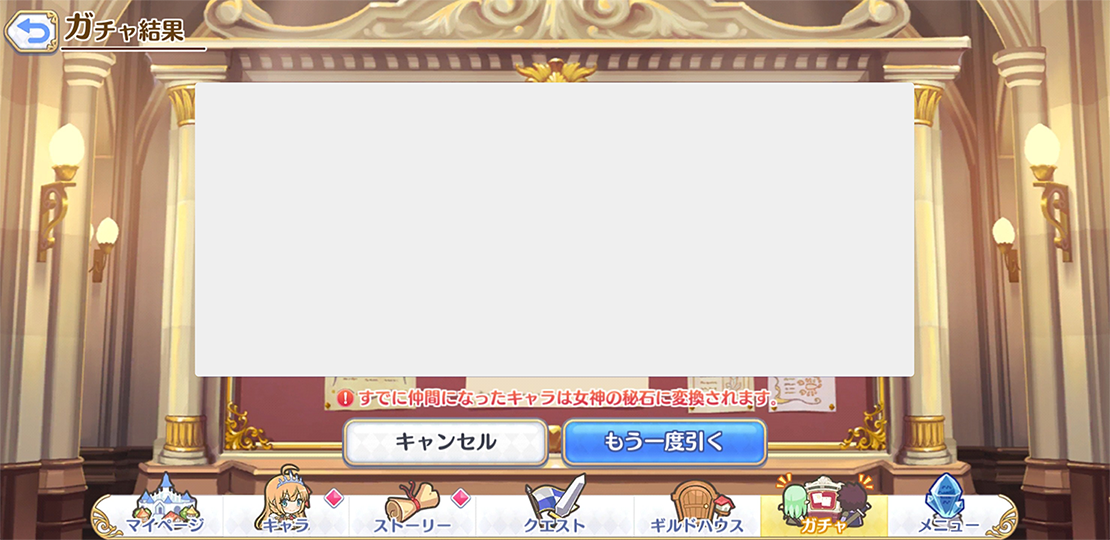 ガチャ結果
すでに仲間になったキャラは女神の秘石に変換されます。
キャンセル
もう一度引く
マイページ
キャラ
ストーリー
クエスト
ギルドハウス
ガチャ
メニュー